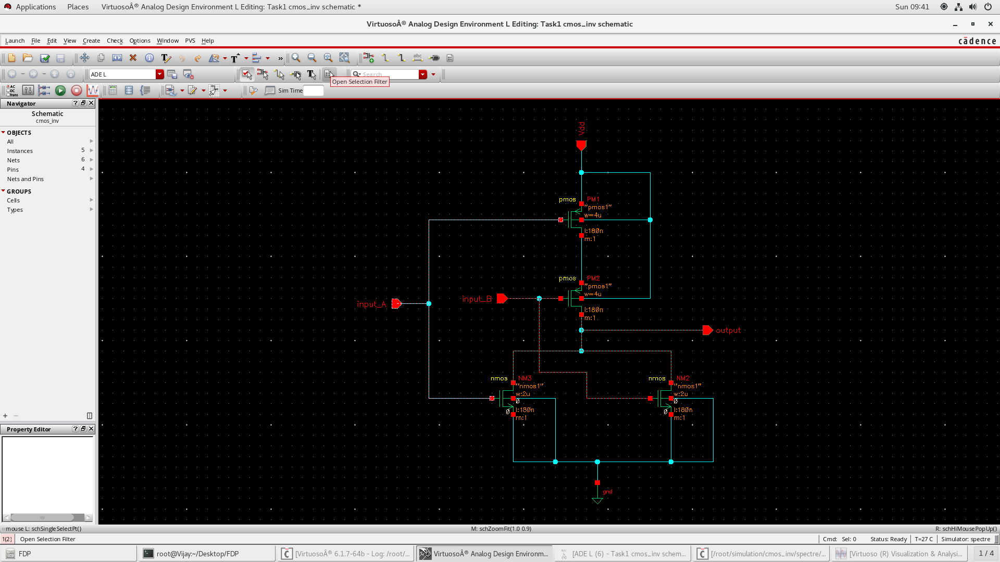 Applications Places VirtuosoÂ® Analog Design Environment L Editing: Task1 cmos_inv schematic * Sun 09:41
VirtuosoÂ® Analog Design Environment L Editing: Task1 cmos_inv schematic
Launch File Edit View Create Check Options Window PVS Help cādence
abc
ADE L Search
Open Selection Filter
AC
DC
Trans
Sim Time
Navigator
Schematic
cmos_inv
OBJECTS
All
Instances 5
Nets 6
Pins 4
Nets and Pins
GROUPS
Cells
Types
Property Editor
Vdd
pmos PM1
"pmos1"
w=4u
l:180n
m:1
pmos PM2
"pmos1"
w=4u
l:180n
m:1
input_A
input_B
output
nmos NM3
"nmos1"
w:2u
0
0 l:180n
m:1
nmos NM2
"nmos1"
w:2u
0
0 l:180n
m:1
gnd
mouse L: schSingleSelectPt() M: schZoomFit(1.0 0.9) R: schHiMousePopUp()
1(2) Open Selection Filter Cmd: Sel: 0 Status: Ready T=27 C Simulator: spectre
FDP root@Vijay:~/Desktop/FDP [VirtuosoÂ® 6.1.7-64b - Log: /root/... VirtuosoÂ® Analog Design Environm... [ADE L (6) - Task1 cmos_inv schem... [/root/simulation/cmos_inv/spectre/... [Virtuoso (R) Visualization & Analysi... 1 / 4